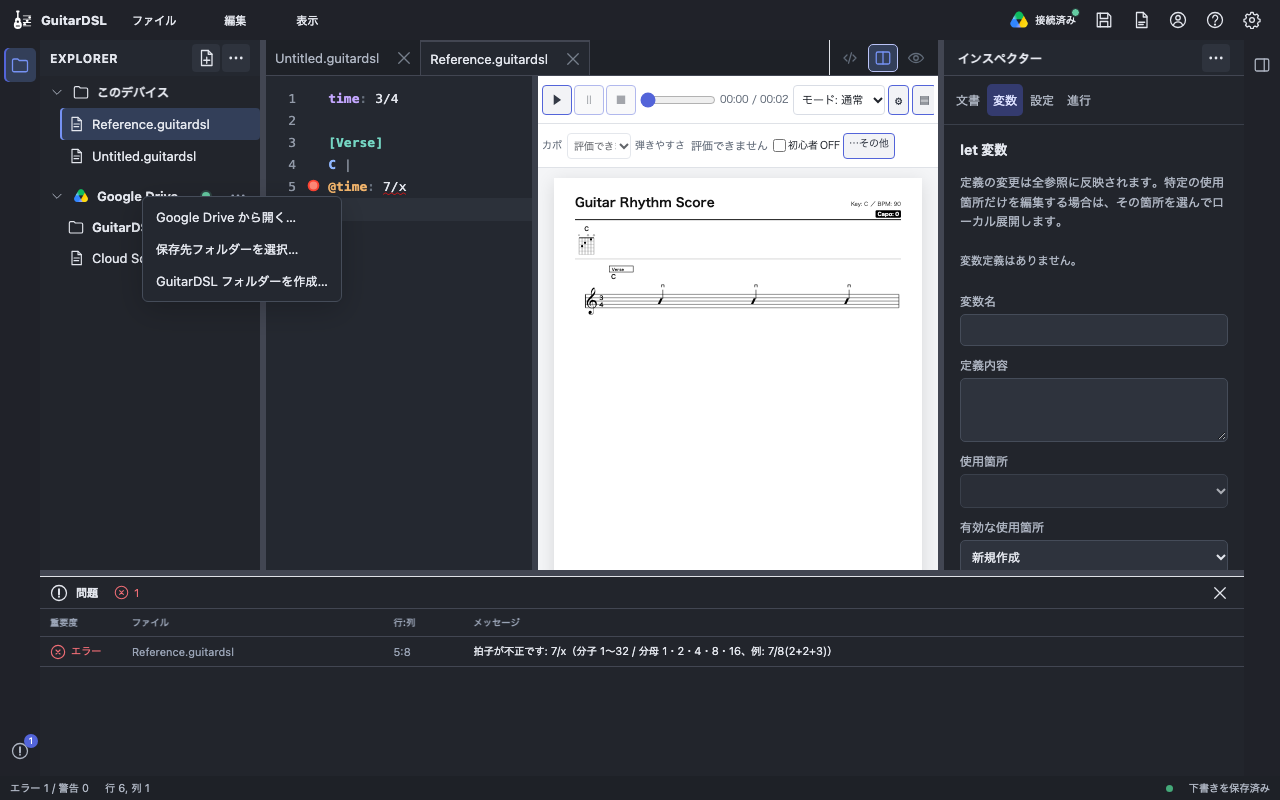 GuitarDSL ファイル 編集 表示 接続済み
EXPLORER
このデバイス
Reference.guitardsl
Untitled.guitardsl
Google Drive
GuitarDS
Cloud Sc
Google Drive から開く...
保存先フォルダーを選択...
GuitarDSL フォルダーを作成...
Untitled.guitardsl
Reference.guitardsl
1 time: 3/4
2
3 [Verse]
4 C |
5 @time: 7/x
00:00 / 00:02 モード: 通常
カポ 評価でき: 弾きやすさ 評価できません 初心者 OFF …その他
Guitar Rhythm Score
Key: C / BPM: 90
Capo: 0
C
Verse
C
3
4
インスペクター
文書 変数 設定 進行
let 変数
定義の変更は全参照に反映されます。特定の使用
箇所だけを編集する場合は、その箇所を選んでロ
ーカル展開します。
変数定義はありません。
変数名
定義内容
使用箇所
有効な使用箇所
新規作成
問題 1
重要度 ファイル 行:列 メッセージ
エラー Reference.guitardsl 5:8 拍子が不正です: 7/x（分子 1〜32 / 分母 1・2・4・8・16、例: 7/8(2+2+3)）
1
エラー 1 / 警告 0 行 6, 列 1 下書きを保存済み